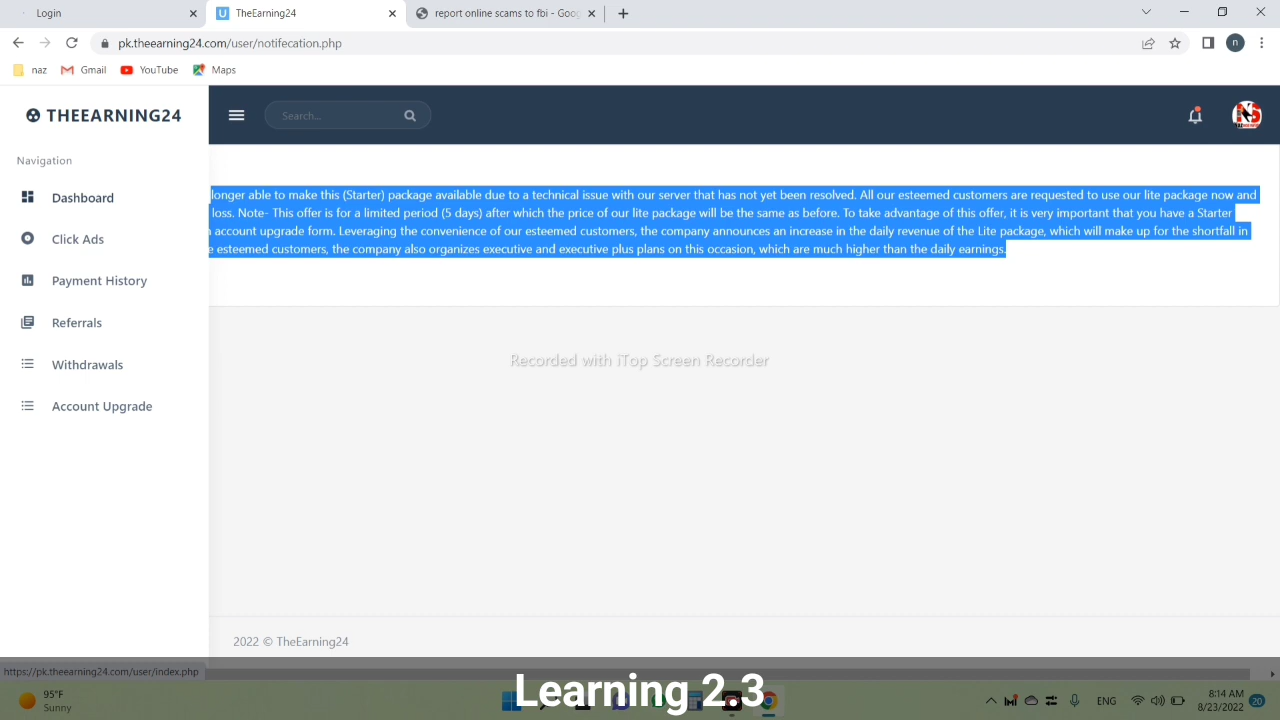 Login
TheEarning24
report online scams to fbi - Goog
pk.theearning24.com/user/notifecation.php
n
naz
Gmail
YouTube
Maps
THEEARNING24
Search...
Navigation
Dashboard
Click Ads
Payment History
Referrals
Withdrawals
Account Upgrade
longer able to make this (Starter) package available due to a technical issue with our server that has not yet been resolved. All our esteemed customers are requested to use our lite package now and
loss. Note- This offer is for a limited period (5 days) after which the price of our lite package will be the same as before. To take advantage of this offer, it is very important that you have a Starter
account upgrade form. Leveraging the convenience of our esteemed customers, the company announces an increase in the daily revenue of the Lite package, which will make up for the shortfall in
esteemed customers, the company also organizes executive and executive plus plans on this occasion, which are much higher than the daily earnings.
Recorded with iTop Screen Recorder
2022 © TheEarning24
https://pk.theearning24.com/user/index.php
95°F
Sunny
Learning 2.3
ENG
8:14 AM
8/23/2022
20